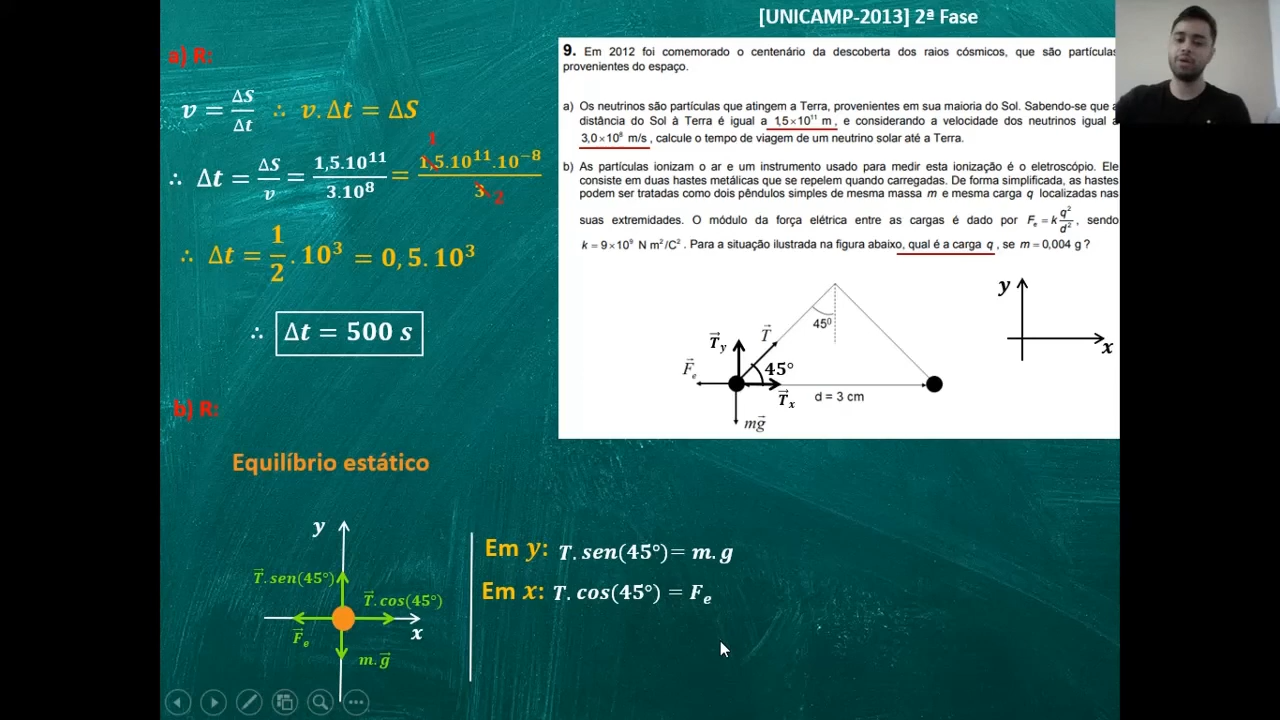 [UNICAMP-2013] 2ª Fase
a) R:
v = ΔS/Δt ∴ v.Δt = ΔS
∴ Δt = ΔS/v = 1,5.10¹¹/3.10⁸ = 1,5.10¹¹.10⁻⁸/3
1
2
∴ Δt = 1/2 . 10³ = 0,5.10³
∴ Δt = 500 s
b) R:
Equilíbrio estático
y
T⃗.sen(45°)
T⃗.cos(45°)
F⃗ₑ
x
m.g⃗
Em y: T.sen(45°)= m.g
Em x: T.cos(45°) = Fₑ
9. Em 2012 foi comemorado o centenário da descoberta dos raios cósmicos, que são partículas
provenientes do espaço.
a) Os neutrinos são partículas que atingem a Terra, provenientes em sua maioria do Sol. Sabendo-se que a
distância do Sol à Terra é igual a 1,5×10¹¹ m, e considerando a velocidade dos neutrinos igual a
3,0×10⁸ m/s, calcule o tempo de viagem de um neutrino solar até a Terra.
b) As partículas ionizam o ar e um instrumento usado para medir esta ionização é o eletroscópio. Ele
consiste em duas hastes metálicas que se repelem quando carregadas. De forma simplificada, as hastes
podem ser tratadas como dois pêndulos simples de mesma massa m e mesma carga q localizadas nas
suas extremidades. O módulo da força elétrica entre as cargas é dado por Fₑ = k q²/d², sendo
k = 9×10⁹ N m²/C². Para a situação ilustrada na figura abaixo, qual é a carga q, se m = 0,004 g?
y
x
45⁰
T⃗
T⃗y
F⃗ₑ
45°
T⃗ₓ
d = 3 cm
mg⃗